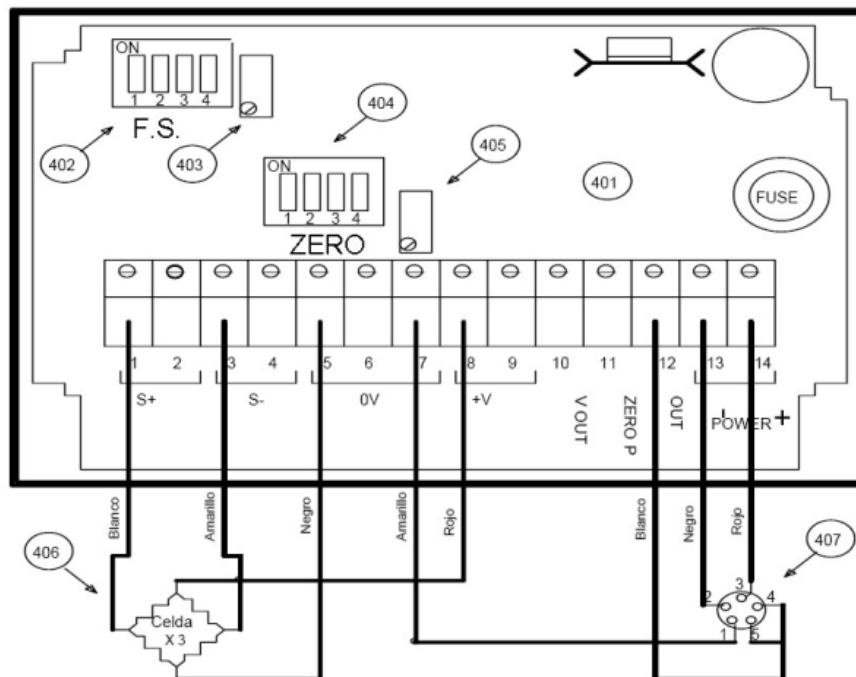 ON
1 2 3 4
F.S.
402
403
404
405
401
ON
1 2 3 4
ZERO
FUSE
1 2 3 4 5 6 7 8 9 10 11 12 13 14
S+ S- 0V +V
V OUT
ZERO P
OUT
- POWER +
Blanco
Amarillo
Negro
Amarillo
Rojo
Blanco
Negro
Rojo
406
407
Celda
X 3
3
2 4
1 5